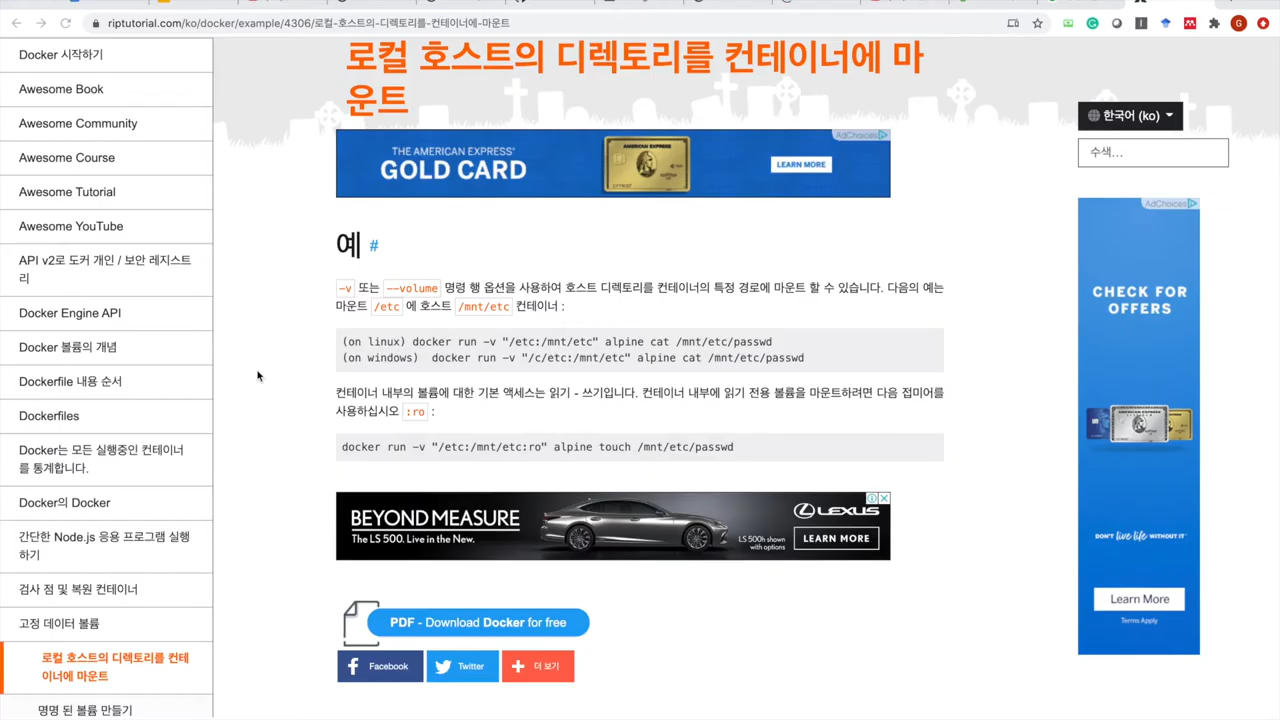 riptutorial.com/ko/docker/example/4306/로컬-호스트의-디렉토리를-컨테이너에-마운트
Docker 시작하기
Awesome Book
Awesome Community
Awesome Course
Awesome Tutorial
Awesome YouTube
API v2로 도커 개인 / 보안 레지스트
리
Docker Engine API
Docker 볼륨의 개념
Dockerfile 내용 순서
Dockerfiles
Docker는 모든 실행중인 컨테이너
를 통계합니다.
Docker의 Docker
간단한 Node.js 응용 프로그램 실행
하기
검사 점 및 복원 컨테이너
고정 데이터 볼륨
로컬 호스트의 디렉토리를 컨테
이너에 마운트
명명 된 볼륨 만들기
로컬 호스트의 디렉토리를 컨테이너에 마
운트
AdChoices
THE AMERICAN EXPRESS®
GOLD CARD
LEARN MORE
예 #
-v 또는 --volume 명령 행 옵션을 사용하여 호스트 디렉토리를 컨테이너의 특정 경로에 마운트 할 수 있습니다. 다음의 예는
마운트 /etc 에 호스트 /mnt/etc 컨테이너 :
(on linux) docker run -v "/etc:/mnt/etc" alpine cat /mnt/etc/passwd
(on windows)  docker run -v "/c/etc:/mnt/etc" alpine cat /mnt/etc/passwd
컨테이너 내부의 볼륨에 대한 기본 액세스는 읽기 - 쓰기입니다. 컨테이너 내부에 읽기 전용 볼륨을 마운트하려면 다음 접미어를
사용하십시오 :ro :
docker run -v "/etc:/mnt/etc:ro" alpine touch /mnt/etc/passwd
BEYOND MEASURE
The LS 500. Live in the New.
LS 500h shown
with options
LEXUS
LEARN MORE
PDF - Download Docker for free
Facebook
Twitter
더 보기
한국어 (ko)
수색...
AdChoices
CHECK FOR
OFFERS
DON'T live life WITHOUT IT™
Learn More
Terms Apply